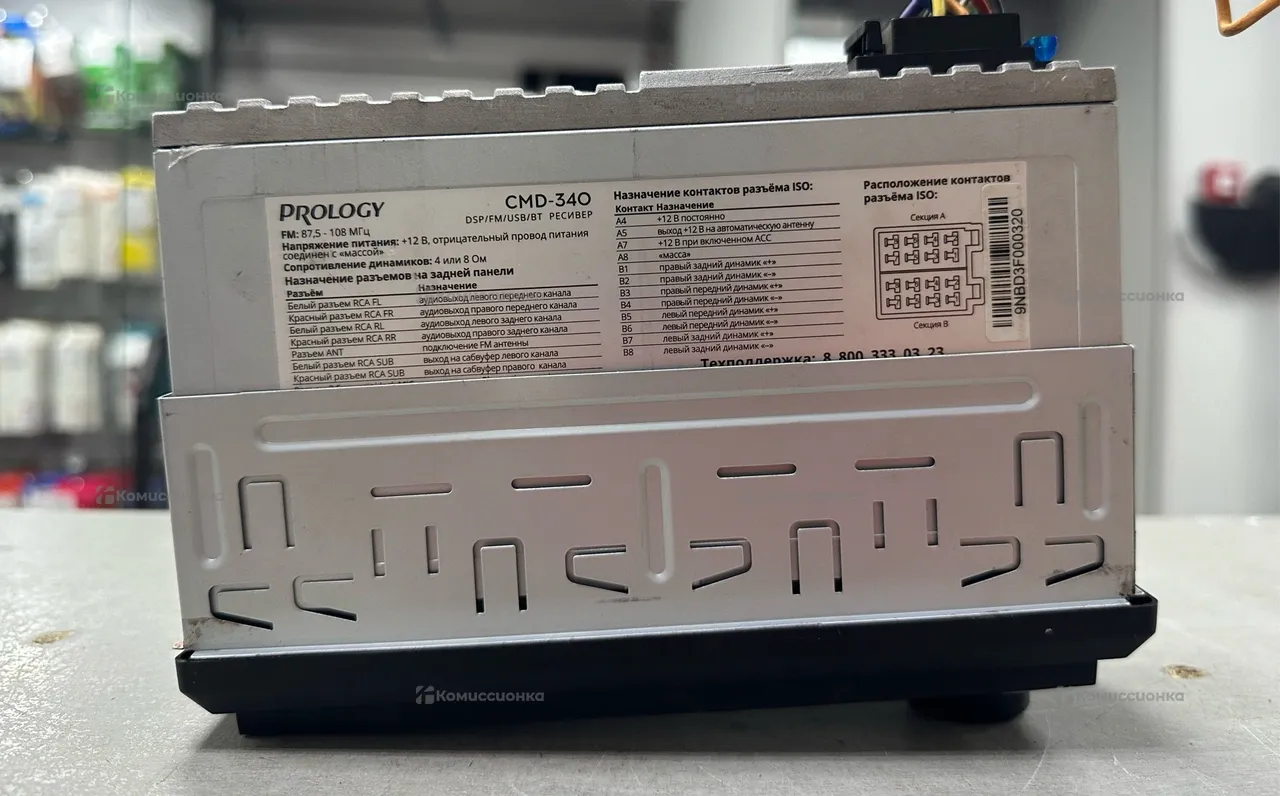 PROLOGY
CMD-340
DSP/FM/USB/BT РЕСИВЕР
FM: 87,5 - 108 МГц
Напряжение питания: +12 В, отрицательный провод питания
соединен с «массой»
Сопротивление динамиков: 4 или 8 Ом
Назначение разъемов на задней панели
Разъём Назначение
Белый разъем RCA FL аудиовыход левого переднего канала
Красный разъем RCA FR аудиовыход правого переднего канала
Белый разъем RCA RL аудиовыход левого заднего канала
Красный разъем RCA RR аудиовыход правого заднего канала
Разъем ANT подключение FM антенны
Белый разъем RCA SUB выход на сабвуфер левого канала
Красный разъем RCA SUB выход на сабвуфер правого канала
Назначение контактов разъёма ISO:
Контакт Назначение
A4 +12 В постоянно
A5 выход +12 В на автоматическую антенну
A7 +12 В при включенном ACC
A8 «масса»
B1 правый задний динамик «+»
B2 правый задний динамик «–»
B3 правый передний динамик «+»
B4 правый передний динамик «–»
B5 левый передний динамик «+»
B6 левый передний динамик «–»
B7 левый задний динамик «+»
B8 левый задний динамик «–»
Техподдержка: 8 800 333 03 23
Расположение контактов
разъёма ISO:
Секция A
Секция B
9NBD3F000320
Комиссионка
Комиссионка
Комиссионка
Комиссионка
Комиссионка
Комиссионка